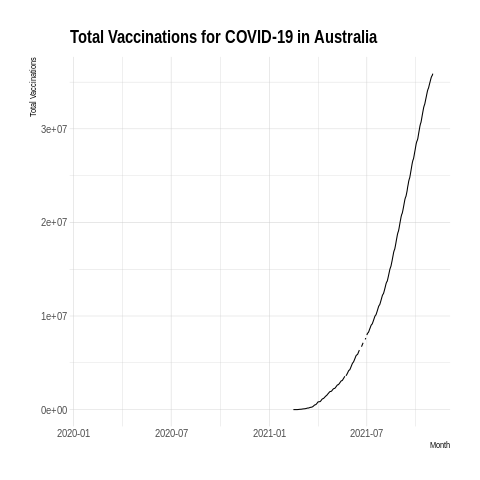 Total Vaccinations for COVID-19 in Australia
Total Vaccinations
3e+07
2e+07
1e+07
0e+00
2020-01 2020-07 2021-01 2021-07
Month